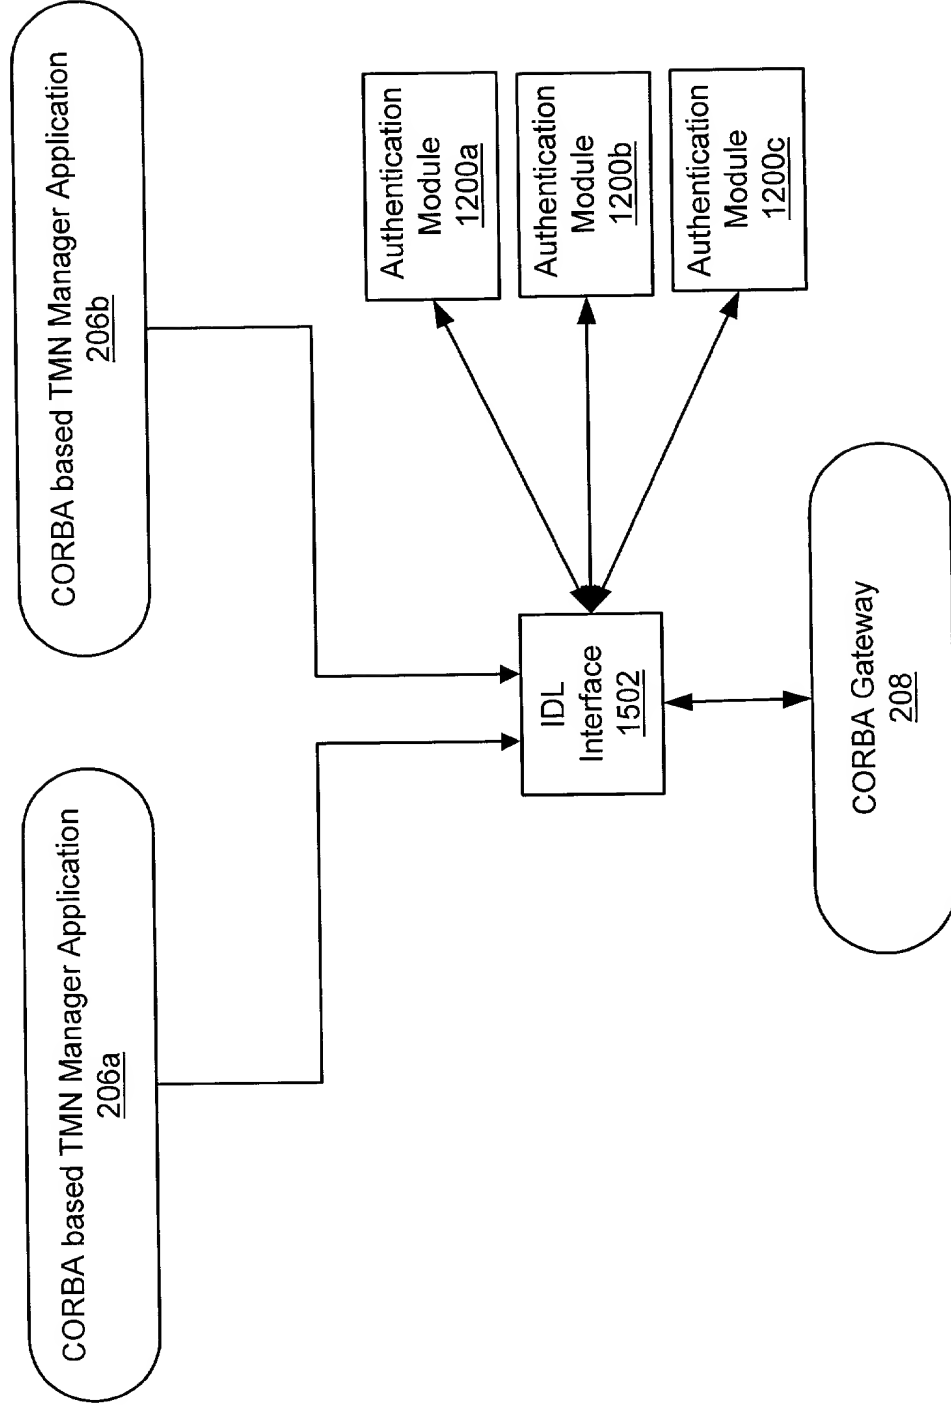 CORBA based TMN Manager Application
206a
CORBA based TMN Manager Application
206b
IDL
Interface
1502
Authentication
Module
1200a
Authentication
Module
1200b
Authentication
Module
1200c
CORBA Gateway
208